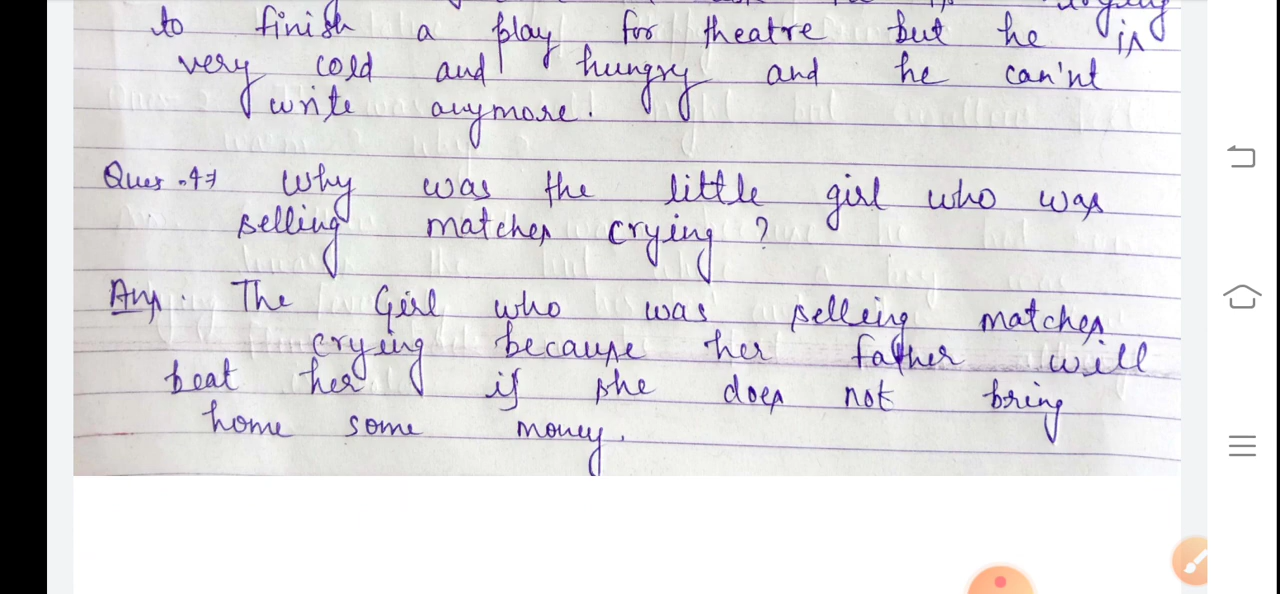 to finish a play for theatre but he is
very cold and hungry and he can'nt
write anymore.
Ques .4⇒ Why was the little girl who was
selling matches crying ?
Ans. The Girl who was selleing matches
crying because her father will
beat her if she does not bring
home some money.